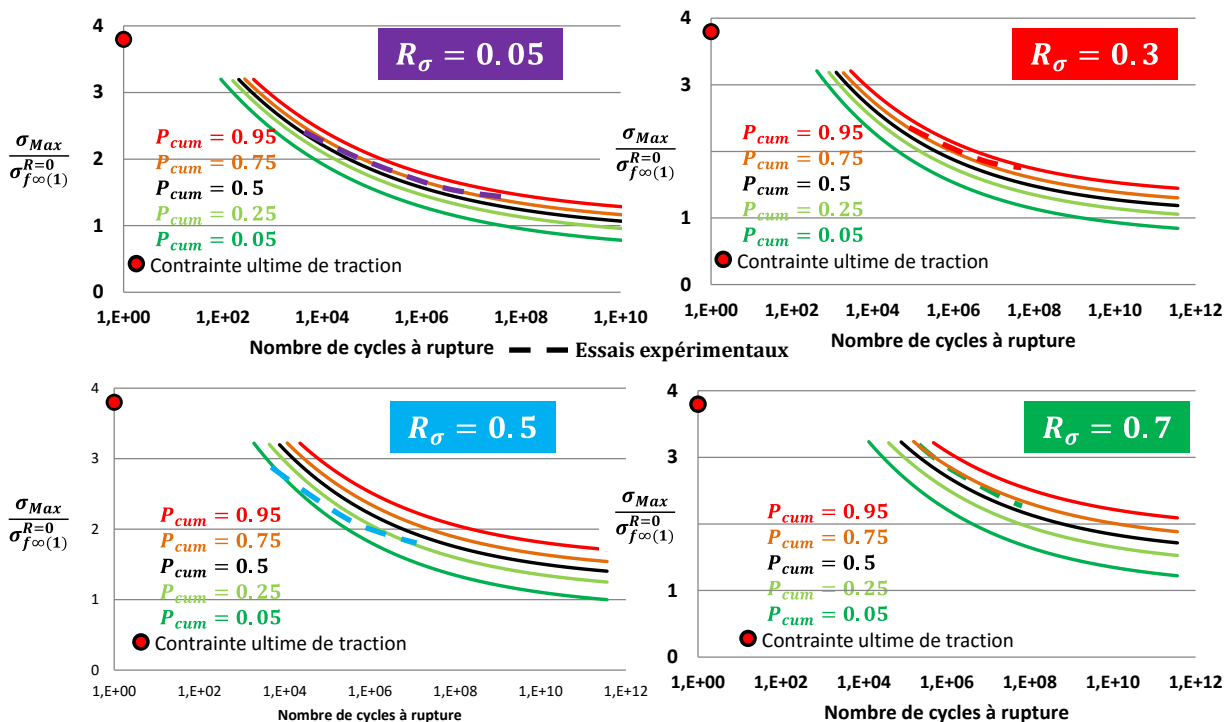 4
3
2
1
0
σ_Max / σ_{f∞(1)}^{R=0}
R_σ = 0.05
P_cum = 0.95
P_cum = 0.75
P_cum = 0.5
P_cum = 0.25
P_cum = 0.05
Contrainte ultime de traction
1,E+00 1,E+02 1,E+04 1,E+06 1,E+08 1,E+10
Nombre de cycles à rupture
4
3
2
1
0
σ_Max / σ_{f∞(1)}^{R=0}
R_σ = 0.3
P_cum = 0.95
P_cum = 0.75
P_cum = 0.5
P_cum = 0.25
P_cum = 0.05
Contrainte ultime de traction
1,E+00 1,E+02 1,E+04 1,E+06 1,E+08 1,E+10 1,E+12
Nombre de cycles à rupture
Essais expérimentaux
4
3
2
1
0
σ_Max / σ_{f∞(1)}^{R=0}
R_σ = 0.5
P_cum = 0.95
P_cum = 0.75
P_cum = 0.5
P_cum = 0.25
P_cum = 0.05
Contrainte ultime de traction
1,E+00 1,E+02 1,E+04 1,E+06 1,E+08 1,E+10 1,E+12
Nombre de cycles à rupture
4
3
2
1
0
σ_Max / σ_{f∞(1)}^{R=0}
R_σ = 0.7
P_cum = 0.95
P_cum = 0.75
P_cum = 0.5
P_cum = 0.25
P_cum = 0.05
Contrainte ultime de traction
1,E+00 1,E+02 1,E+04 1,E+06 1,E+08 1,E+10 1,E+12
Nombre de cycles à rupture